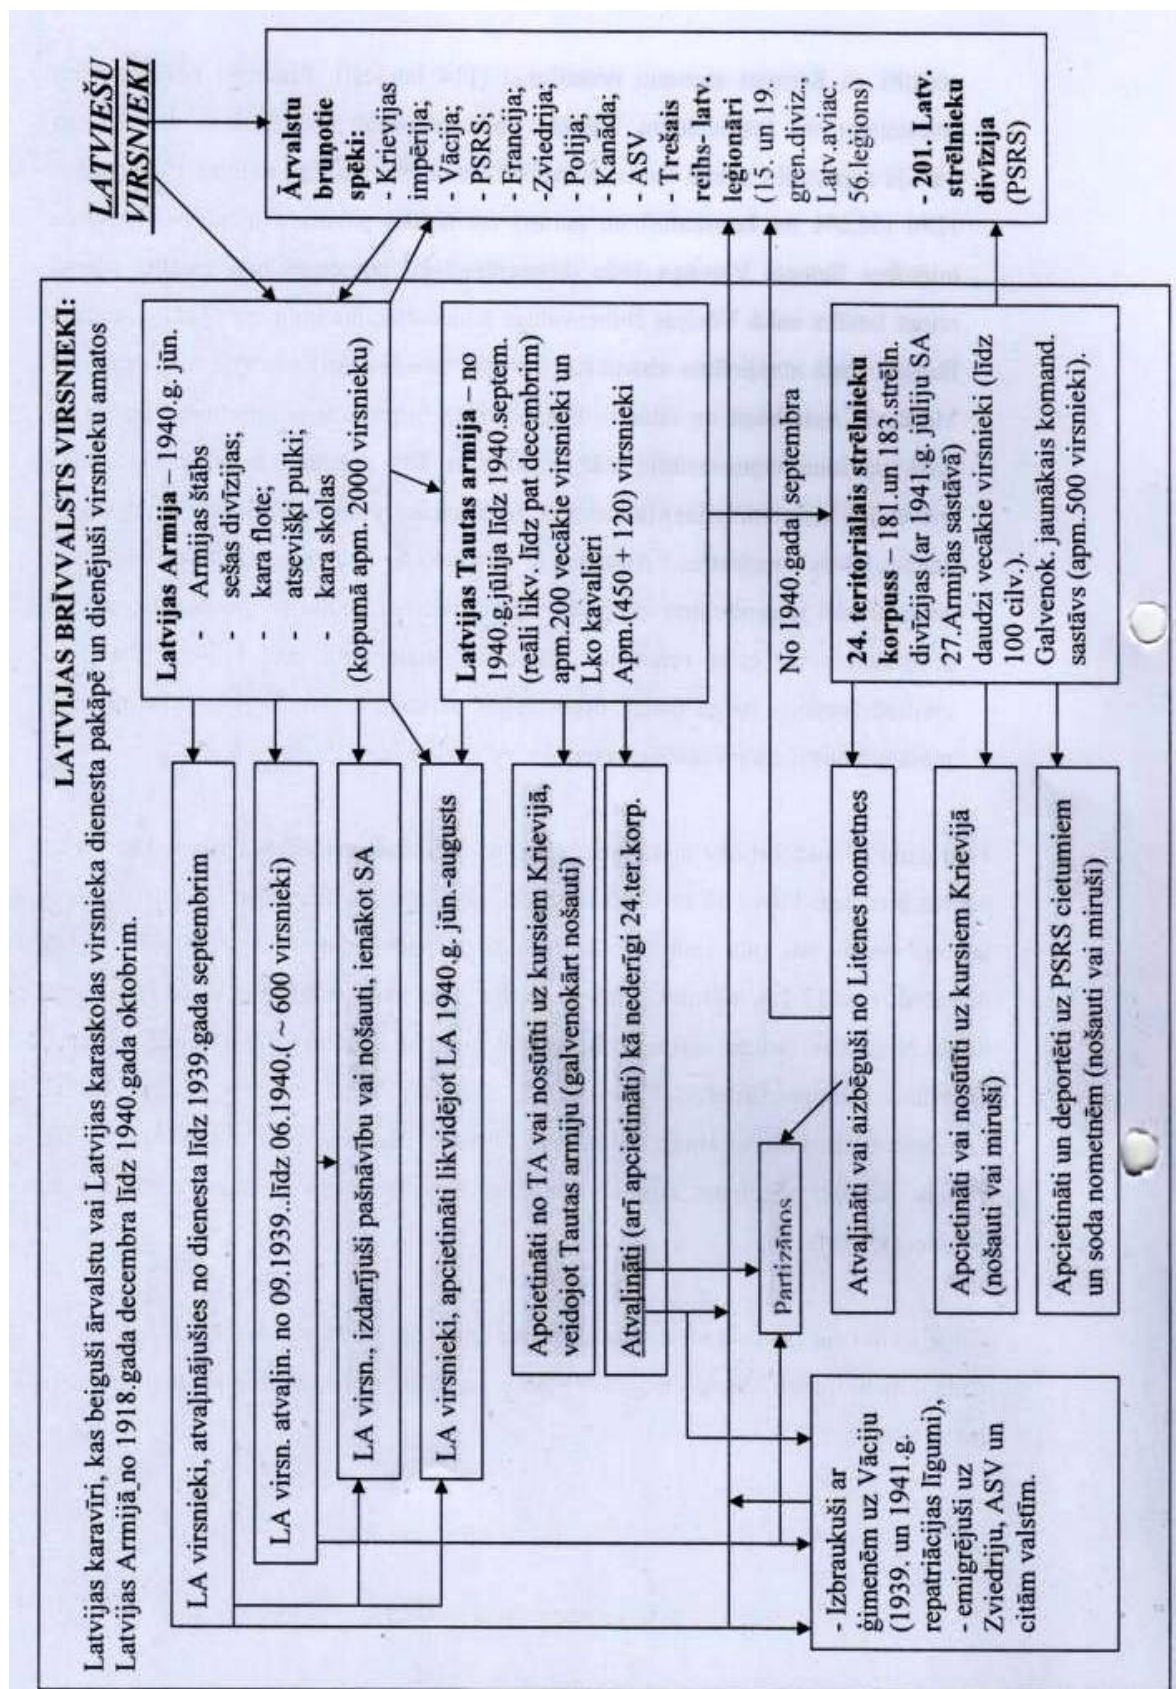 LATVIEŠU
VIRSNIEKI
LATVIJAS BRĪVVALSTS VIRSNIEKI:
Latvijas karavīri, kas beiguši ārvalstu vai Latvijas karaskolas virsnieka dienesta pakāpē un dienējuši virsnieku amatos
Latvijas Armijā no 1918.gada decembra līdz 1940.gada oktobrim.
LA virsnieki, atvaļinājušies no dienesta līdz 1939.gada septembrim
LA virsn. atvaļin. no 09.1939..līdz 06.1940.(~ 600 virsnieki)
LA virsn., izdarījuši pašnāvību vai nošauti, ienākot SA
LA virsnieki, apcietināti likvidējot LA 1940.g. jūn.-augusts
Apcietināti no TA vai nosūtīti uz kursiem Krievijā,
veidojot Tautas armiju (galvenokārt nošauti)
Atvaļināti (arī apcietināti) kā nederīgi 24.terkorp.
Partizānos
Atvaļināti vai aizbēguši no Litenes nometnes
Apcietināti vai nosūtīti uz kursiem Krievijā
(nošauti vai miruši)
Apcietināti un deportēti uz PSRS cietumiem
un soda nometnēm (nošauti vai miruši)
- Izbraukuši ar
ģimenēm uz Vāciju
(1939. un 1941.g.
repatriācijas līgumi),
- emigrējuši uz
Zviedriju, ASV un
citām valstīm.
Latvijas Armija – 1940.g. jūn.
- Armijas štābs
- sešas divīzijas;
- kara flote;
- atsevišķi pulki;
- kara skolas
(kopumā apm. 2000 virsnieku)
Latvijas Tautas armija – no
1940.g.jūlija līdz 1940.septem.
(reāli likv. līdz pat decembrim)
apm.200 vecākie virsnieki un
Lko kavalieri
Apm.(450 + 120) virsnieki
No 1940.gada septembra
24. teritoriālais strēlnieku
korpuss – 181.un 183.strēln.
divīzijas (ar 1941.g. jūliju SA
27.Armijas sastāvā)
daudzi vecākie virsnieki (līdz
100 cilv.).
Galvenok. jaunākais komand.
sastāvs (apm.500 virsnieki).
Ārvalstu
bruņotie
spēki:
- Krievijas
impērija;
- Vācija;
- PSRS;
- Francija;
-Zviedrija;
- Polija;
- Kanāda;
- ASV
- Trešais
reihs- latv.
leģionāri
(15 un 19.
gren.divīz.,
Latv.aviac.
56.leģions)
- 201.Latv.
strēlnieku
divīzija
(PSRS)